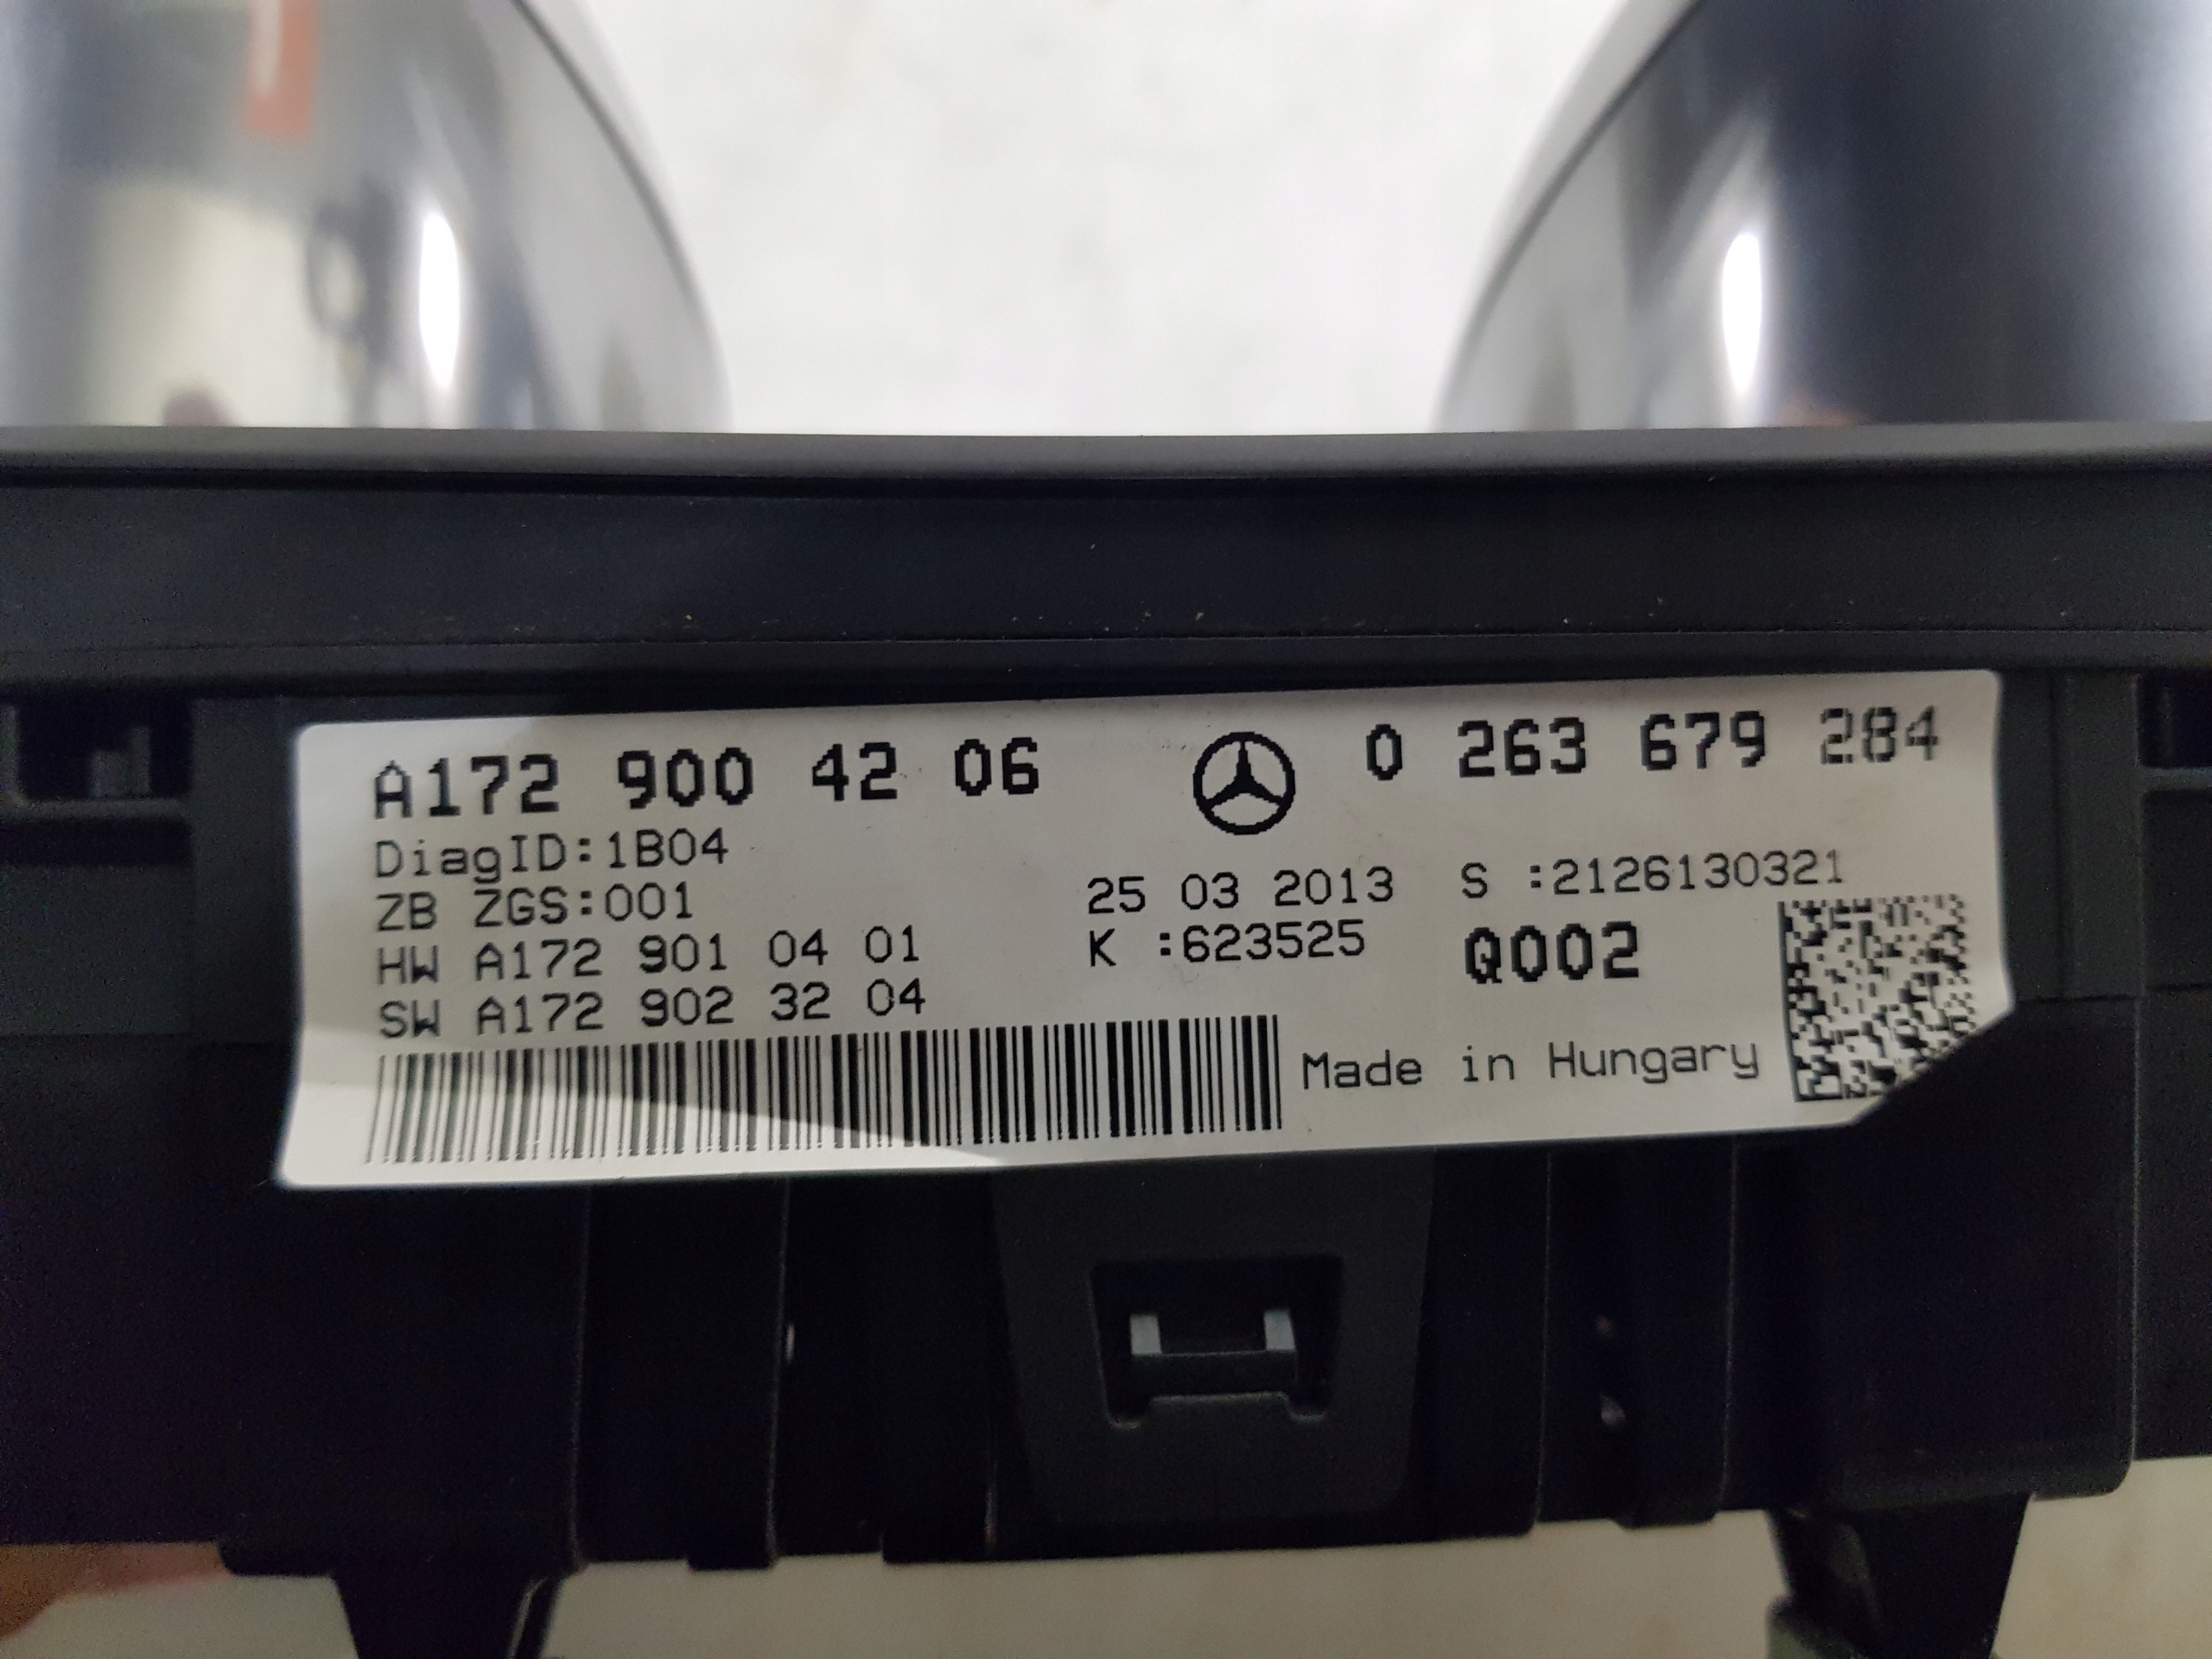 A172 900 42 06 0 263 679 284
DiagID:1B04
ZB ZGS:001 25 03 2013 S :2126130321
HW A172 901 04 01 K :623525 Q002
SW A172 902 32 04
Made in Hungary